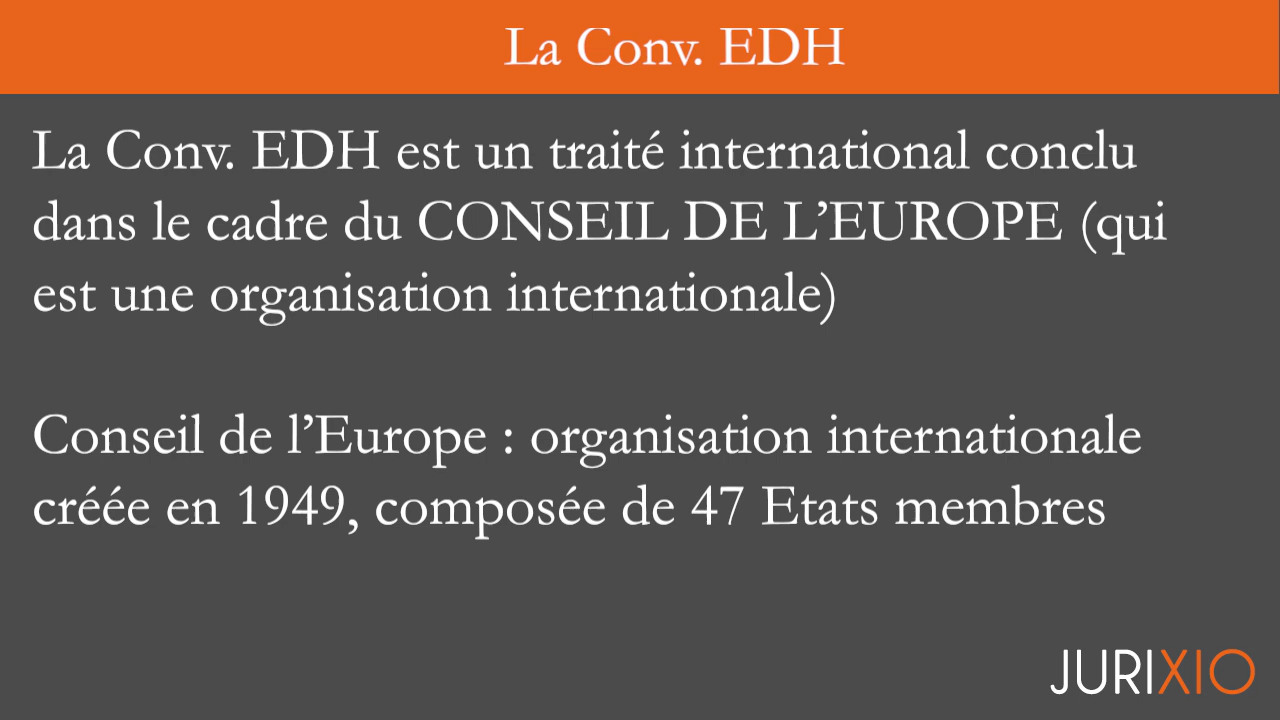 La Conv. EDH
La Conv. EDH est un traité international conclu
dans le cadre du CONSEIL DE L’EUROPE (qui
est une organisation internationale)
Conseil de l’Europe : organisation internationale
créée en 1949, composée de 47 Etats membres
JURIXIO